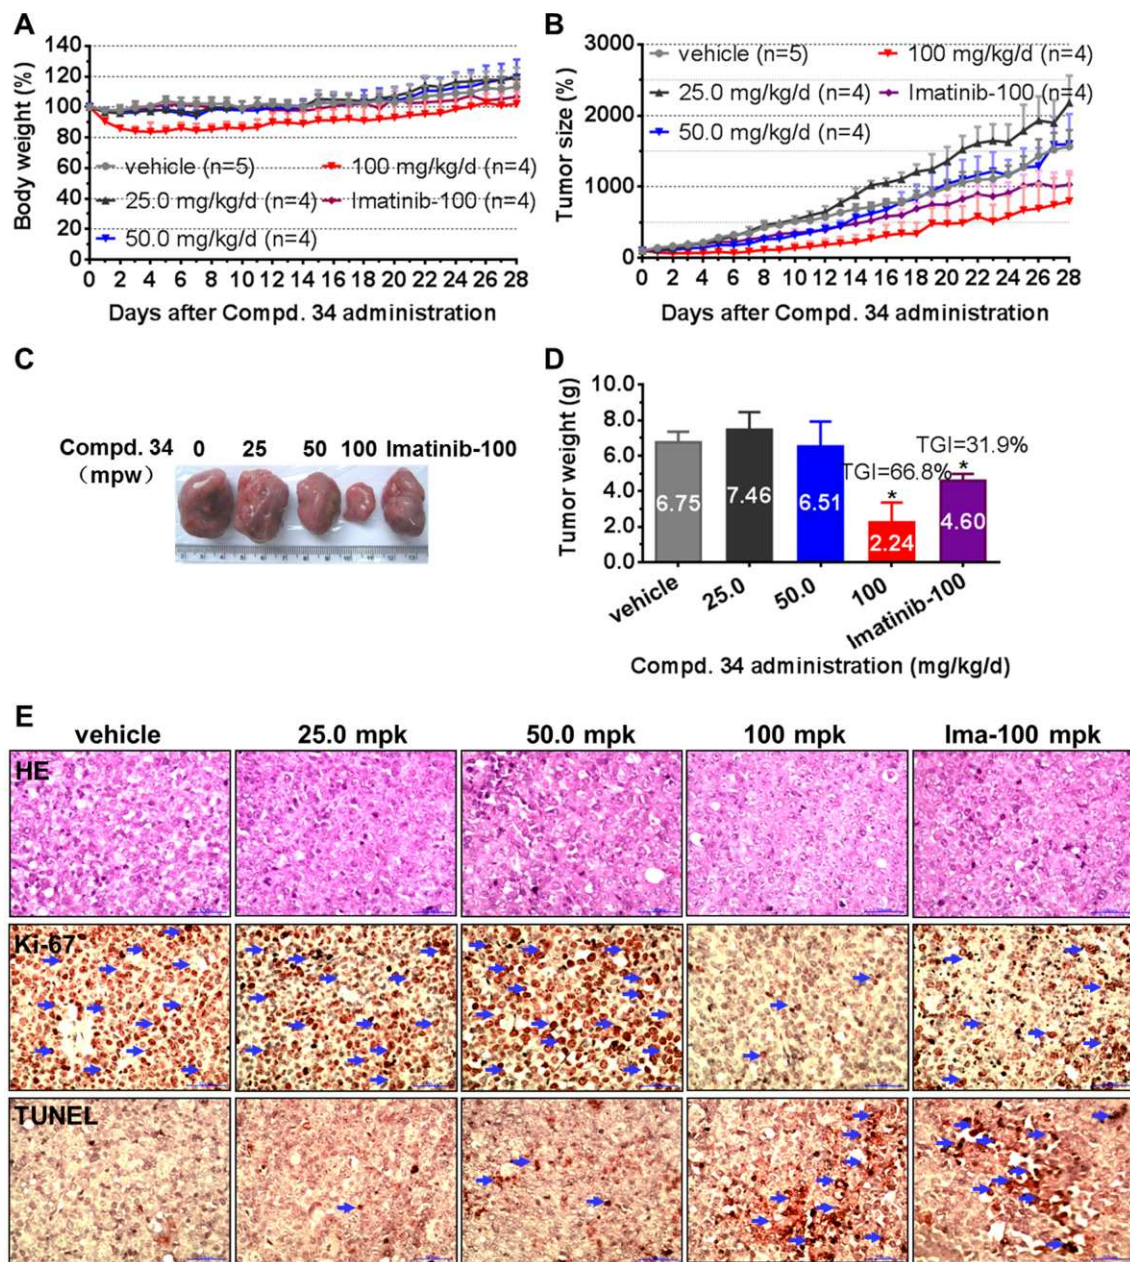 A
Body weight (%)
140
120
100
80
60
40
20
0
vehicle (n=5)
100 mg/kg/d (n=4)
25.0 mg/kg/d (n=4)
Imatinib-100 (n=4)
50.0 mg/kg/d (n=4)
0 2 4 6 8 10 12 14 16 18 20 22 24 26 28
Days after Compd. 34 administration
B
Tumor size (%)
3000
2000
1000
0
vehicle (n=5)
100 mg/kg/d (n=4)
25.0 mg/kg/d (n=4)
Imatinib-100 (n=4)
50.0 mg/kg/d (n=4)
0 2 4 6 8 10 12 14 16 18 20 22 24 26 28
Days after Compd. 34 administration
C
Compd. 34 0 25 50 100 Imatinib-100
（mpw）
D
Tumor weight (g)
10.0
8.0
6.0
4.0
2.0
0.0
TGI=31.9%
TGI=66.8%
*
*
6.75
7.46
6.51
2.24
4.60
vehicle
25.0
50.0
100
Imatinib-100
Compd. 34 administration (mg/kg/d)
E
vehicle 25.0 mpk 50.0 mpk 100 mpk Ima-100 mpk
HE
Ki-67
TUNEL